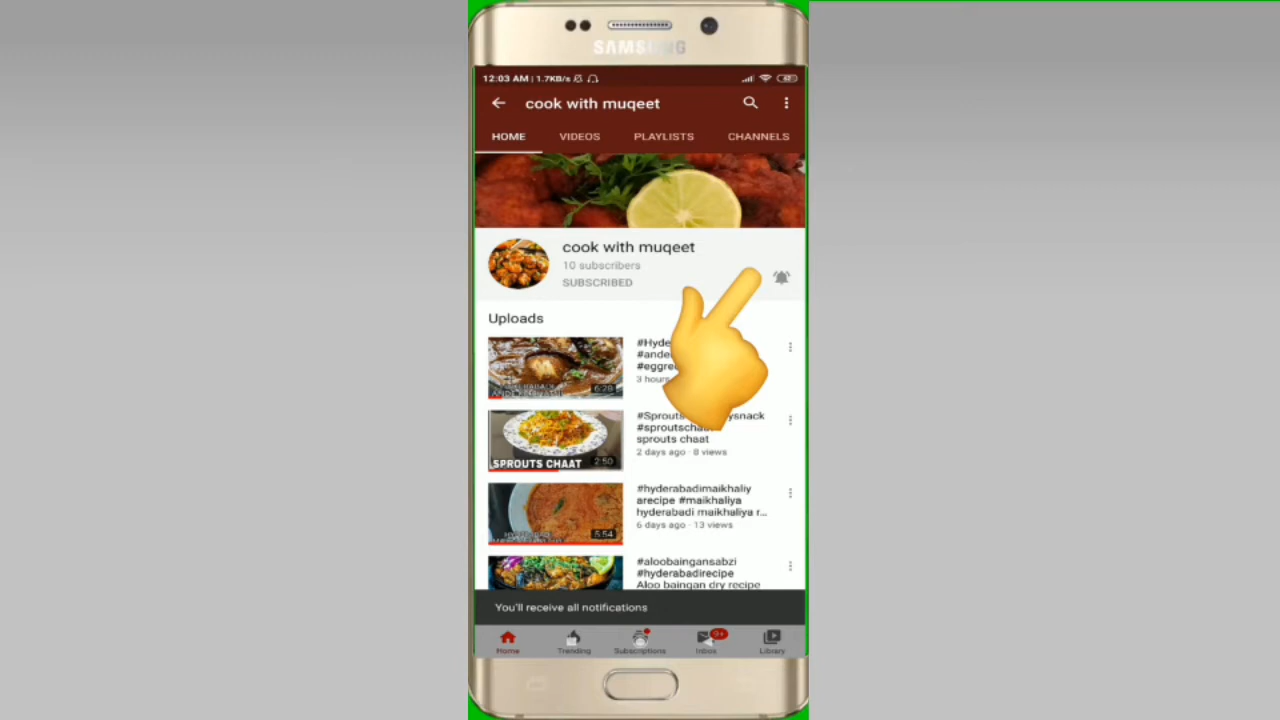 SAMSUNG
12:03 AM | 1.7KB/s
cook with muqeet
HOME VIDEOS PLAYLISTS CHANNELS
cook with muqeet
10 subscribers
SUBSCRIBED
Uploads
#Hyde
#ande
#eggre
3 hours
6:28
#Sprouts ysnack
#sproutschaa
sprouts chaat
2 days ago · 8 views
SPROUTS CHAAT 2:50
#hyderabadimaikhaliy
arecipe #maikhaliya
hyderabadi maikhaliya r...
6 days ago · 13 views
5:54
#aloobaingansabzi
#hyderabadirecipe
Aloo baingan dry recipe
You'll receive all notifications
9+
Home Trending Subscriptions Inbox Library